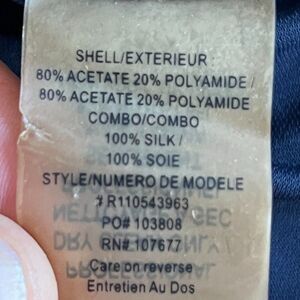 SHELL/EXTERIEUR :
80% ACETATE 20% POLYAMIDE /
80% ACETATE 20% POLYAMIDE
COMBO/COMBO
100% SILK /
100% SOIE
STYLE/NUMERO DE MODELE
# R110543963
PO# 103808
RN# 107677
Care on reverse
Entretien Au Dos